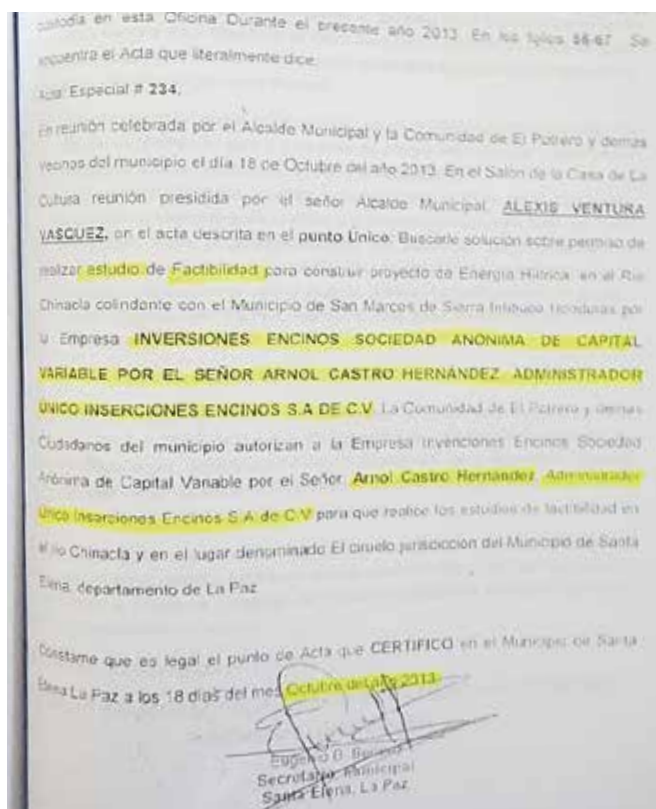 custodia en esta Oficina Durante el presente año 2013. En los folios 66-67. Se
encuentra el Acta que literalmente dice:
Acta Especial # 234.
En reunión celebrada por el Alcalde Municipal y la Comunidad de El Potrero y demás
vecinos del municipio el día 18 de Octubre del año 2013. En el Salón de la Casa de La
Cultura reunión presidida por el señor Alcalde Municipal, ALEXIS VENTURA
VASQUEZ, en el acta descrita en el punto Único: Buscarle solución sobre permiso de
realizar estudio de Factibilidad para construir proyecto de Energía Hídrica, en el Rio
Chinacla colindante con el Municipio de San Marcos de Sierra Intibucá Honduras por
la Empresa INVERSIONES ENCINOS SOCIEDAD ANONIMA DE CAPITAL
VARIABLE POR EL SEÑOR ARNOL CASTRO HERNÁNDEZ ADMINISTRADOR
ÚNICO INSERCIONES ENCINOS S.A DE C.V. La Comunidad de El Potrero y demás
Ciudadanos del municipio autorizan a la Empresa Invenciones Encinos Sociedad
Anónima de Capital Variable por el Señor, Arnol Castro Hernández, Administrador
Único Inserciones Encinos S.A de C.V para que realice los estudios de factibilidad en
el rio Chinacla y en el lugar denominado El ciruelo jurisdicción del Municipio de Santa
Elena, departamento de La Paz
Constame que es legal el punto de Acta que CERTIFICO en el Municipio de Santa
Elena La Paz a los 18 días del mes Octubre del año 2013.
Secretario Municipal
Santa Elena, La Paz